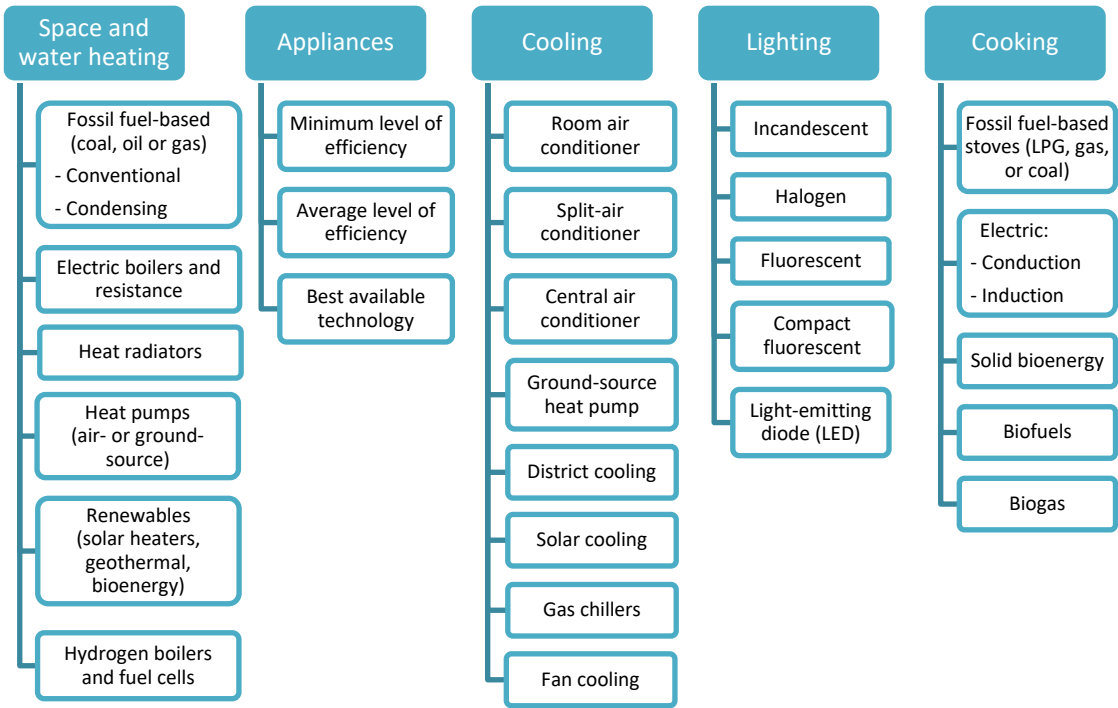 Space and
water heating
Fossil fuel-based
(coal, oil or gas)
- Conventional
- Condensing
Electric boilers and
resistance
Heat radiators
Heat pumps
(air- or ground-
source)
Renewables
(solar heaters,
geothermal,
bioenergy)
Hydrogen boilers
and fuel cells
Appliances
Minimum level of
efficiency
Average level of
efficiency
Best available
technology
Cooling
Room air
conditioner
Split-air
conditioner
Central air
conditioner
Ground-source
heat pump
District cooling
Solar cooling
Gas chillers
Fan cooling
Lighting
Incandescent
Halogen
Fluorescent
Compact
fluorescent
Light-emitting
diode (LED)
Cooking
Fossil fuel-based
stoves (LPG, gas,
or coal)
Electric:
- Conduction
- Induction
Solid bioenergy
Biofuels
Biogas